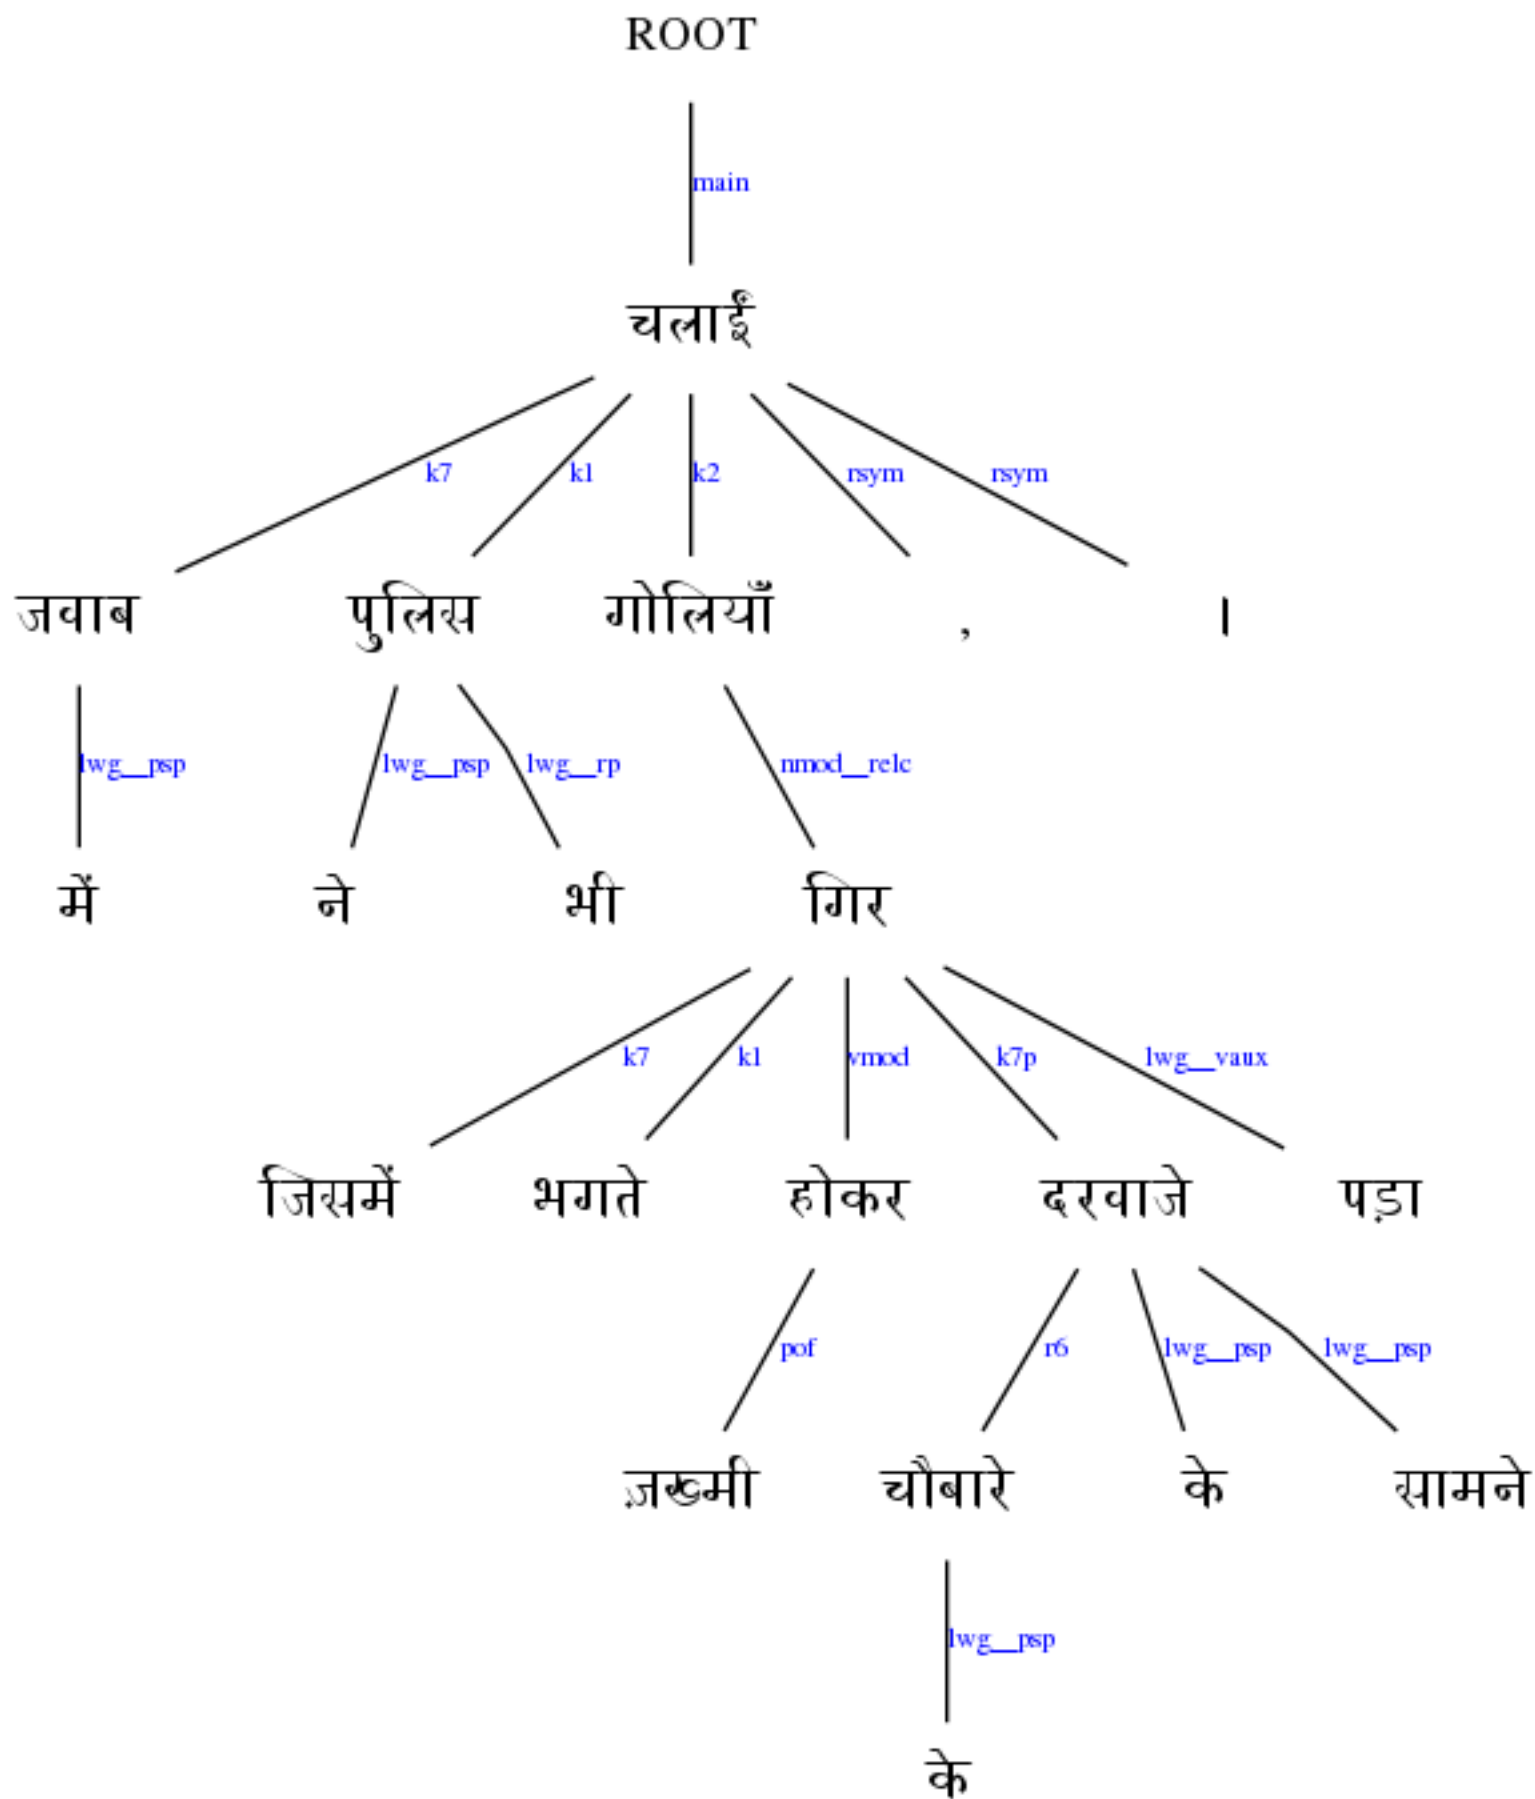 ROOT
main
चलाईं
k7 k1 k2 rsym rsym
जवाब पुलिस गोलियाँ , ।
lwg__psp lwg__psp lwg__rp nmod__relc
में ने भी गिर
k7 k1 vmod k7p lwg__vaux
जिसमें भगते होकर दरवाजे पड़ा
pof r6 lwg__psp lwg__psp
ज़ख्मी चौबारे के सामने
lwg__psp
के